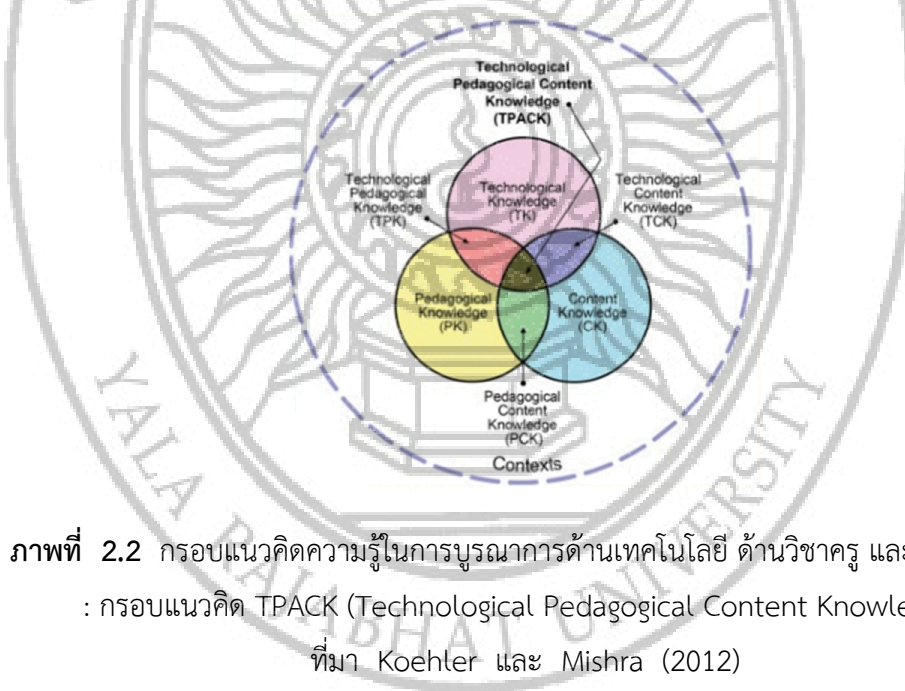 Technological
Pedagogical Content
Knowledge
(TPACK)
Technological
Pedagogical
Knowledge
(TPK)
Technological
Knowledge
(TK)
Technological
Content
Knowledge
(TCK)
Pedagogical
Knowledge
(PK)
Content
Knowledge
(CK)
Pedagogical
Content
Knowledge
(PCK)
Contexts
YALA RAJABHAT UNIVERSITY
ภาพที่ 2.2 กรอบแนวคิดความรู้ในการบูรณาการด้านเทคโนโลยี ด้านวิชาครู และ
: กรอบแนวคิด TPACK (Technological Pedagogical Content Knowle
ที่มา Koehler และ Mishra (2012)